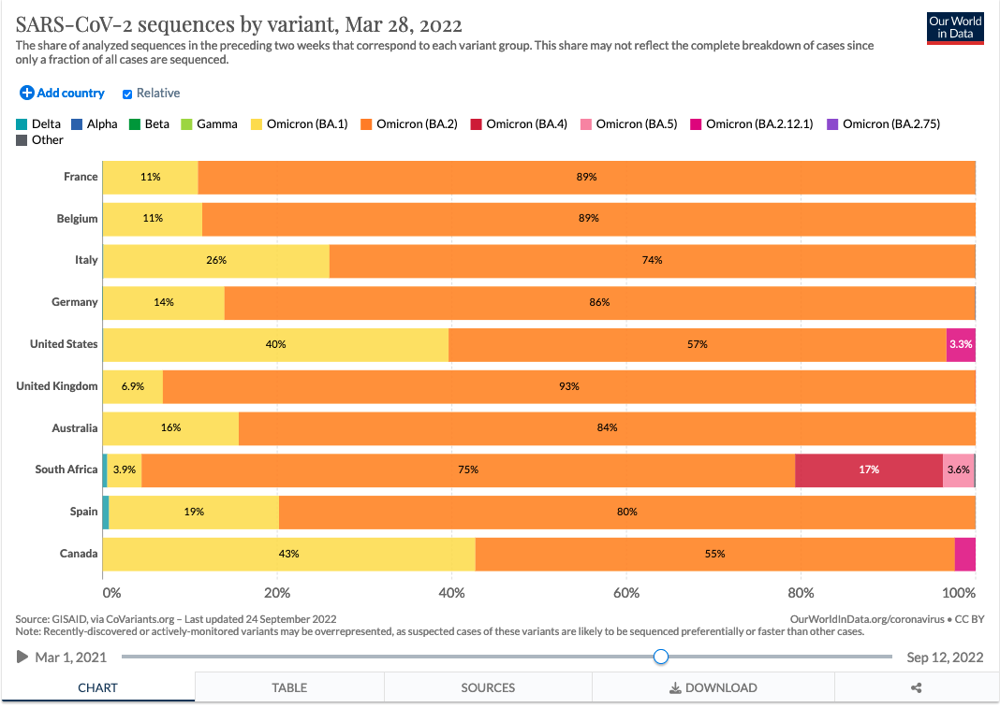 SARS-CoV-2 sequences by variant, Mar 28, 2022
Our World
in Data
The share of analyzed sequences in the preceding two weeks that correspond to each variant group. This share may not reflect the complete breakdown of cases since
only a fraction of all cases are sequenced.
Add country
Relative
Delta Alpha Beta Gamma Omicron (BA.1) Omicron (BA.2) Omicron (BA.4) Omicron (BA.5) Omicron (BA.2.12.1) Omicron (BA.2.75)
Other
France 11% 89%
Belgium 11% 89%
Italy 26% 74%
Germany 14% 86%
United States 40% 57% 3.3%
United Kingdom 6.9% 93%
Australia 16% 84%
South Africa 3.9% 75% 17% 3.6%
Spain 19% 80%
Canada 43% 55%
0% 20% 40% 60% 80% 100%
Source: GISAID, via CoVariants.org – Last updated 24 September 2022
OurWorldInData.org/coronavirus • CC BY
Note: Recently-discovered or actively-monitored variants may be overrepresented, as suspected cases of these variants are likely to be sequenced preferentially or faster than other cases.
Mar 1, 2021 Sep 12, 2022
CHART TABLE SOURCES DOWNLOAD